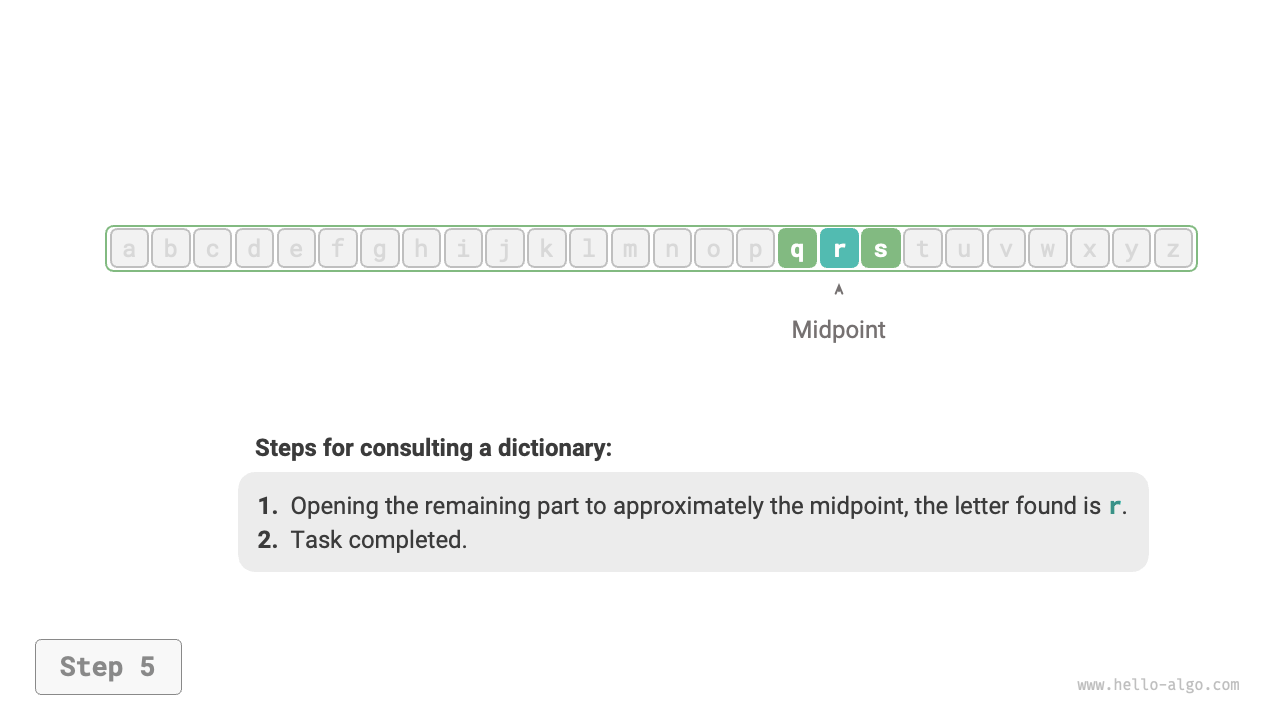 a b c d e f g h i j k l m n o p q r s t u v w x y z
Midpoint
Steps for consulting a dictionary:
1. Opening the remaining part to approximately the midpoint, the letter found is r.
2. Task completed.
Step 5
www.hello-algo.com